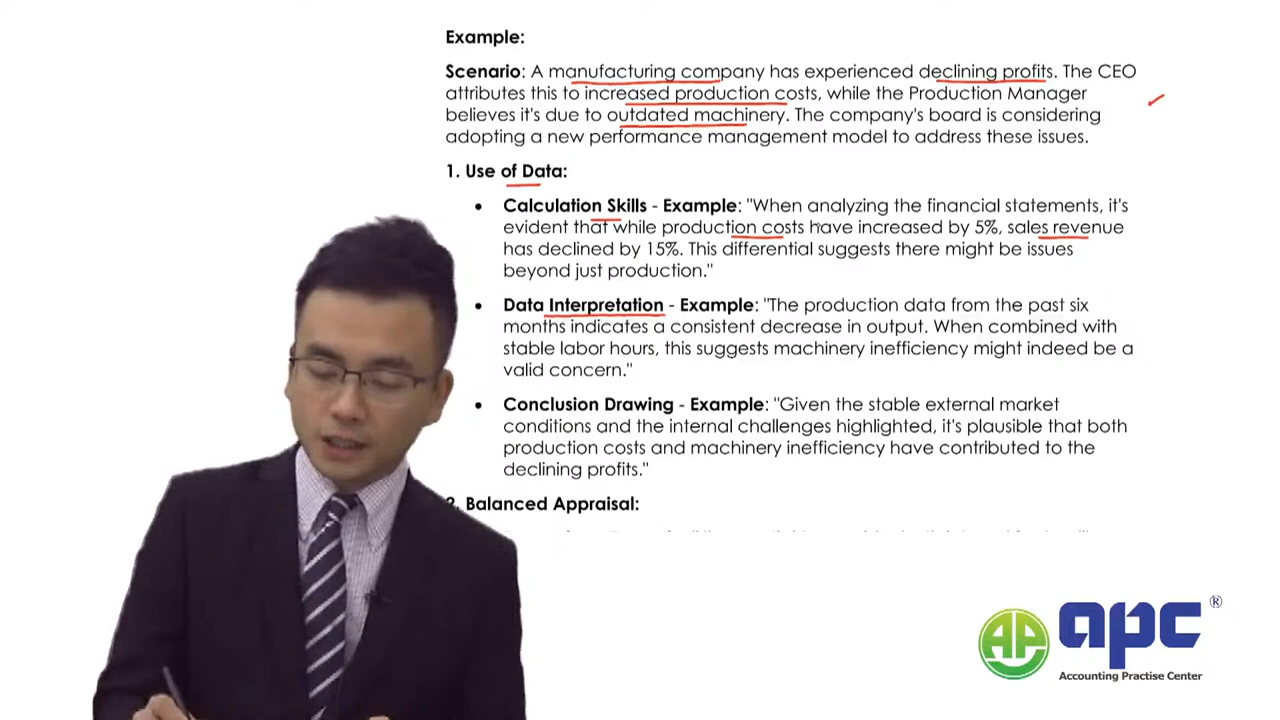 Example:
Scenario: A manufacturing company has experienced declining profits. The CEO
attributes this to increased production costs, while the Production Manager
believes it's due to outdated machinery. The company's board is considering
adopting a new performance management model to address these issues.
1. Use of Data:
• Calculation Skills - Example: "When analyzing the financial statements, it's
evident that while production costs have increased by 5%, sales revenue
has declined by 15%. This differential suggests there might be issues
beyond just production."
• Data Interpretation - Example: "The production data from the past six
months indicates a consistent decrease in output. When combined with
stable labor hours, this suggests machinery inefficiency might indeed be a
valid concern."
• Conclusion Drawing - Example: "Given the stable external market
conditions and the internal challenges highlighted, it's plausible that both
production costs and machinery inefficiency have contributed to the
declining profits."
2. Balanced Appraisal:
AP apc ®
Accounting Practise Center